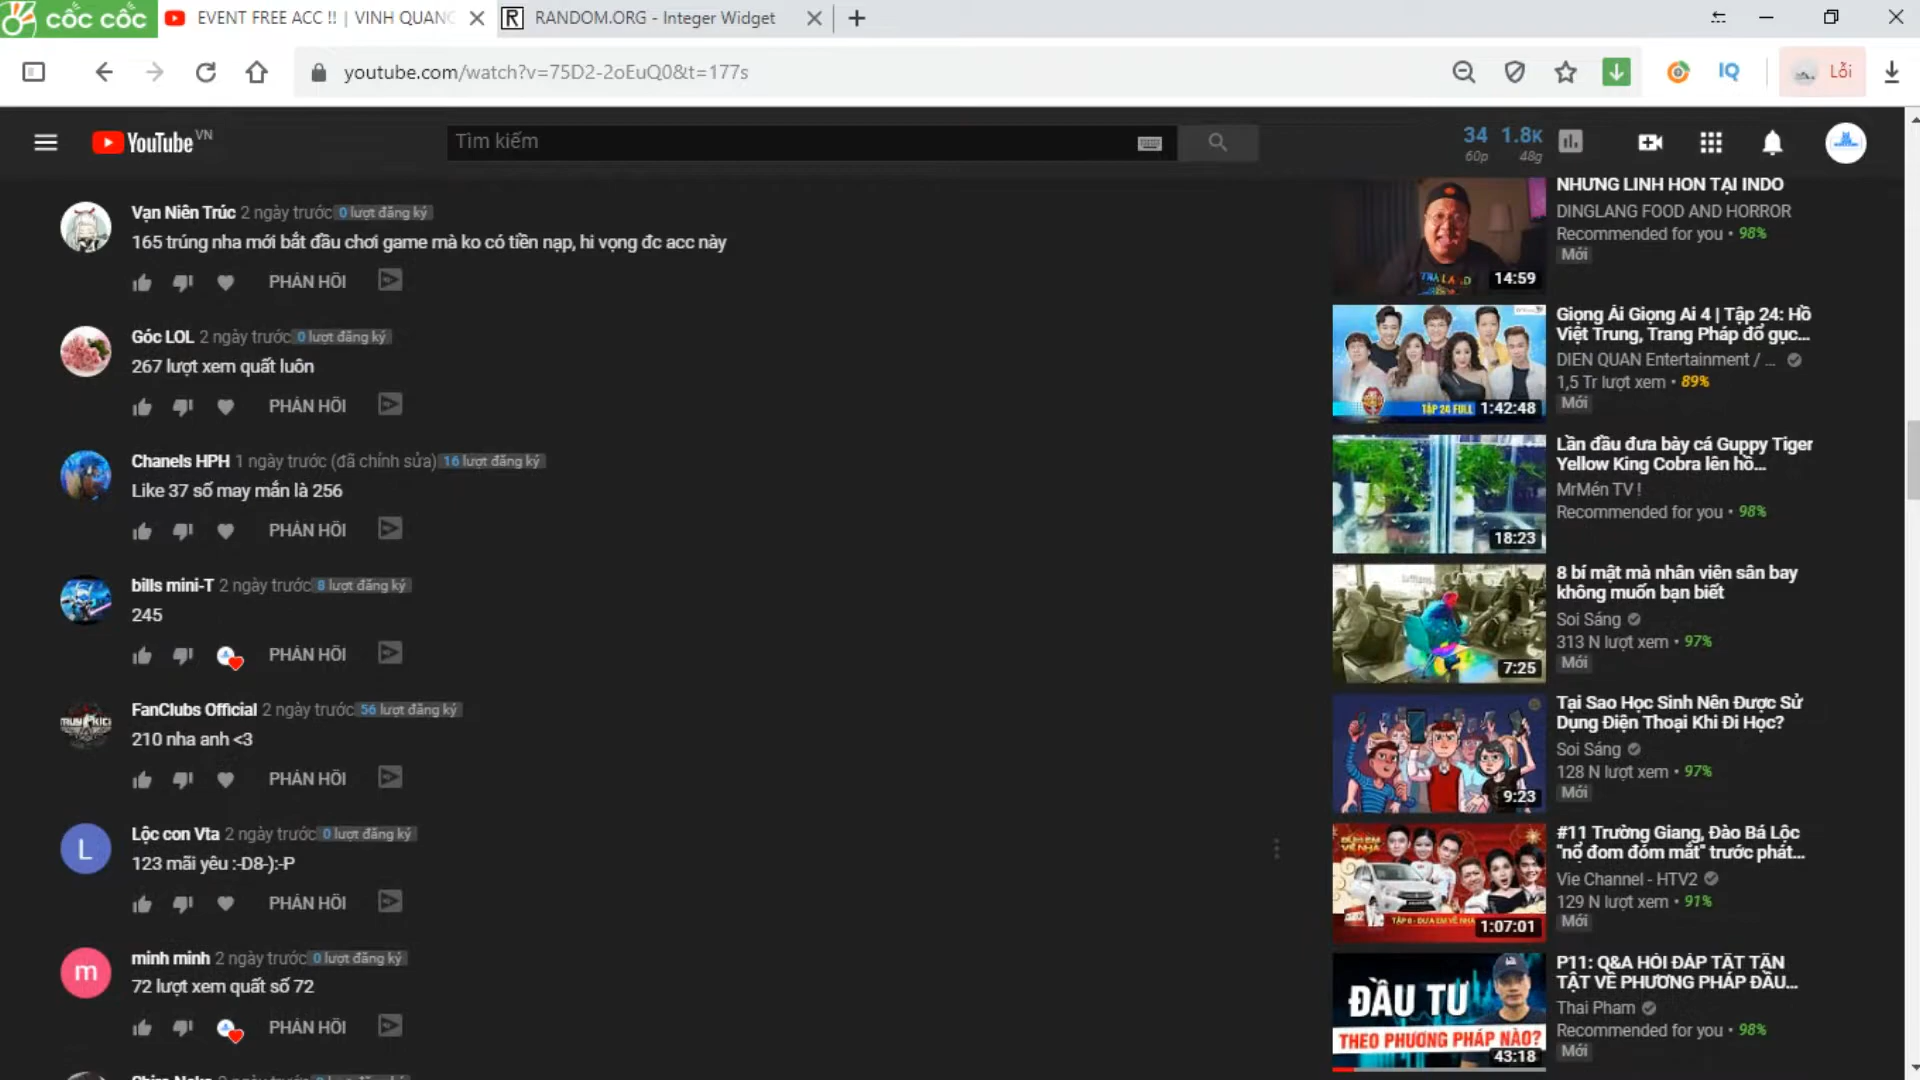 cốc cốc
EVENT FREE ACC !! | VINH QUANG
RANDOM.ORG - Integer Widget
youtube.com/watch?v=75D2-2oEuQ0&t=177s
IQ
Lỗi
YouTube VN
Tìm kiếm
34 1.8K
60p 48g
Vạn Niên Trúc 2 ngày trước 0 lượt đăng ký
165 trúng nha mới bắt đầu chơi game mà ko có tiền nạp, hi vọng đc acc này
PHẢN HỒI
Góc LOL 2 ngày trước 0 lượt đăng ký
267 lượt xem quất luôn
PHẢN HỒI
Chanels HPH 1 ngày trước (đã chỉnh sửa) 16 lượt đăng ký
Like 37 số may mắn là 256
PHẢN HỒI
bills mini-T 2 ngày trước 8 lượt đăng ký
245
PHẢN HỒI
FanClubs Official 2 ngày trước 56 lượt đăng ký
210 nha anh <3
PHẢN HỒI
Lộc con Vta 2 ngày trước 0 lượt đăng ký
L
123 mãi yêu :-D8-):-P
PHẢN HỒI
minh minh 2 ngày trước 0 lượt đăng ký
m
72 lượt xem quất số 72
PHẢN HỒI
NHỮNG LINH HỒN TẠI INDO
DINGLANG FOOD AND HORROR
Recommended for you • 98%
Mới
14:59
Giọng Ải Giọng Ai 4 | Tập 24: Hồ
Việt Trung, Trang Pháp đổ gục...
DIEN QUAN Entertainment / ...
1,5 Tr lượt xem • 89%
Mới
TẬP 24 FULL 1:42:48
Lần đầu đưa bày cá Guppy Tiger
Yellow King Cobra lên hồ...
MrMén TV !
Recommended for you • 98%
18:23
8 bí mật mà nhân viên sân bay
không muốn bạn biết
Soi Sáng
313 N lượt xem • 97%
Mới
7:25
Tại Sao Học Sinh Nên Được Sử
Dụng Điện Thoại Khi Đi Học?
Soi Sáng
128 N lượt xem • 97%
Mới
9:23
#11 Trường Giang, Đào Bá Lộc
"nổ đom đóm mắt" trước phát...
Vie Channel - HTV2
129 N lượt xem • 91%
Mới
1:07:01
P11: Q&A HỎI ĐÁP TẤT TẦN
TẬT VỀ PHƯƠNG PHÁP ĐẦU...
Thai Pham
Recommended for you • 98%
Mới
ĐẦU TƯ
THEO PHƯƠNG PHÁP NÀO?
43:18